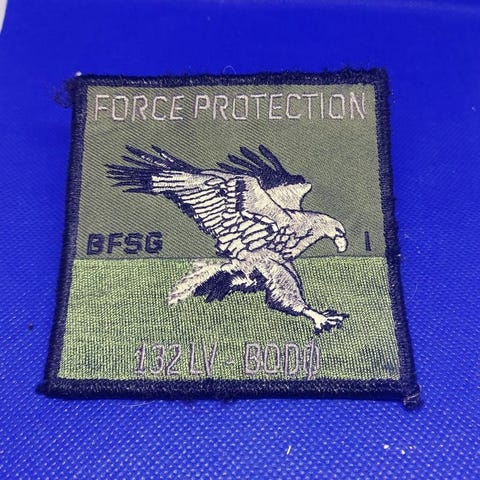 FORCE PROTECTION
BFSG I
132 LV - BODØ